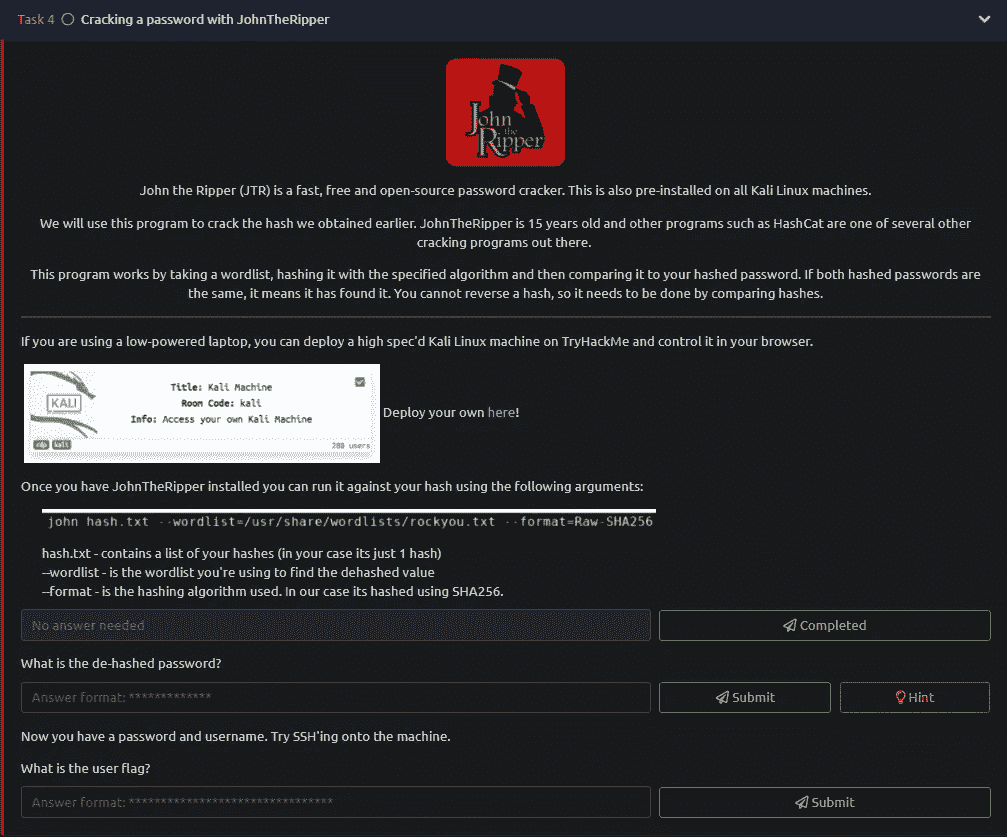 Task 4 Cracking a password with JohnTheRipper
John
the
Ripper
John the Ripper (JTR) is a fast, free and open-source password cracker. This is also pre-installed on all Kali Linux machines.
We will use this program to crack the hash we obtained earlier. JohnTheRipper is 15 years old and other programs such as HashCat are one of several other
cracking programs out there.
This program works by taking a wordlist, hashing it with the specified algorithm and then comparing it to your hashed password. If both hashed passwords are
the same, it means it has found it. You cannot reverse a hash, so it needs to be done by comparing hashes.
If you are using a low-powered laptop, you can deploy a high spec'd Kali Linux machine on TryHackMe and control it in your browser.
Title: Kali Machine
KALI
Room Code: kali
Info: Access your own Kali Machine
Deploy your own here!
rdp kali 280 users
Once you have JohnTheRipper installed you can run it against your hash using the following arguments:
john hash.txt --wordlist=/usr/share/wordlists/rockyou.txt --format=Raw-SHA256
hash.txt - contains a list of your hashes (in your case its just 1 hash)
--wordlist - is the wordlist you're using to find the dehashed value
--format - is the hashing algorithm used. In our case its hashed using SHA256.
No answer needed
Completed
What is the de-hashed password?
Answer format: *************
Submit
Hint
Now you have a password and username. Try SSH'ing onto the machine.
What is the user flag?
Answer format: ********************************
Submit